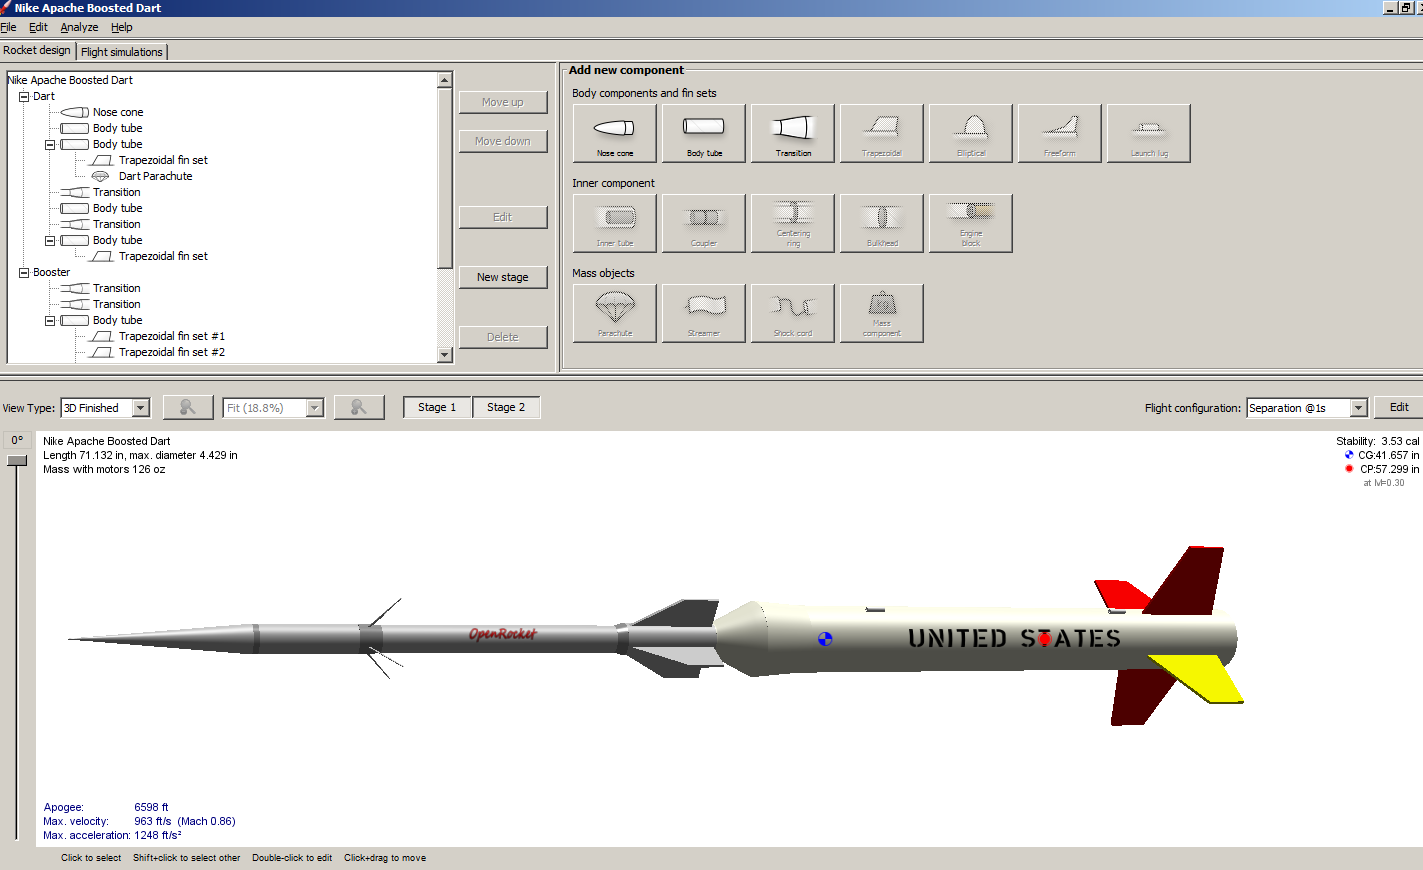 Nike Apache Boosted Dart
File Edit Analyze Help
Rocket design Flight simulations
Nike Apache Boosted Dart
Dart
Nose cone
Body tube
Body tube
Trapezoidal fin set
Dart Parachute
Transition
Body tube
Transition
Body tube
Trapezoidal fin set
Booster
Transition
Transition
Body tube
Trapezoidal fin set #1
Trapezoidal fin set #2
Move up
Move down
Edit
New stage
Delete
Add new component
Body components and fin sets
Nose cone Body tube Transition Trapezoidal Elliptical Freeform Launch lug
Inner component
Inner tube Coupler Centering ring Bulkhead Engine block
Mass objects
Parachute Streamer Shock cord Mass component
View Type: 3D Finished Fit (18.8%) Stage 1 Stage 2 Flight configuration: Separation @1s Edit
0°
Nike Apache Boosted Dart
Length 71.132 in, max. diameter 4.429 in
Mass with motors 126 oz
Stability: 3.53 cal
CG:41.657 in
CP:57.299 in
at M=0.30
OpenRocket
UNITED STATES
Apogee: 6598 ft
Max. velocity: 963 ft/s (Mach 0.86)
Max. acceleration: 1248 ft/s²
Click to select Shift+click to select other Double-click to edit Click+drag to move